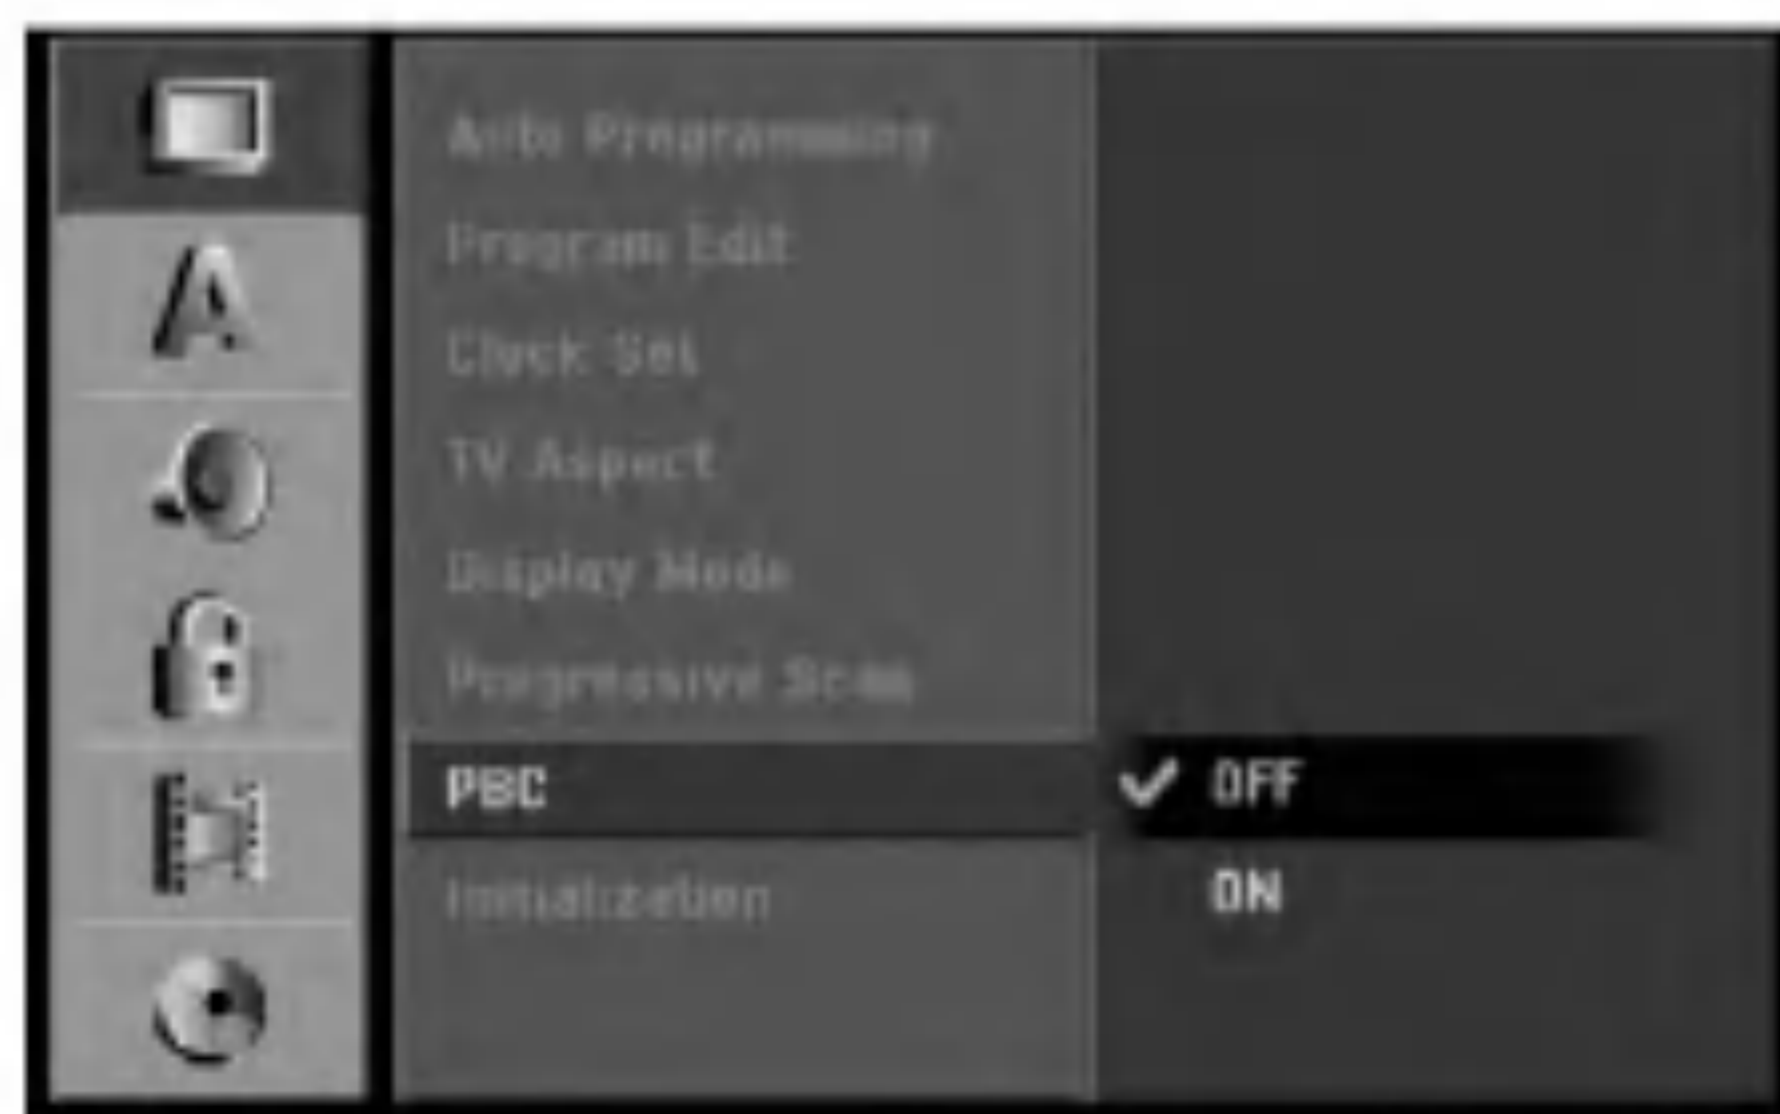 Auto Programming
Program Edit
Clock Set
TV Aspect
Display Mode
Progressive Scan
PBC
OFF
ON
Initialization